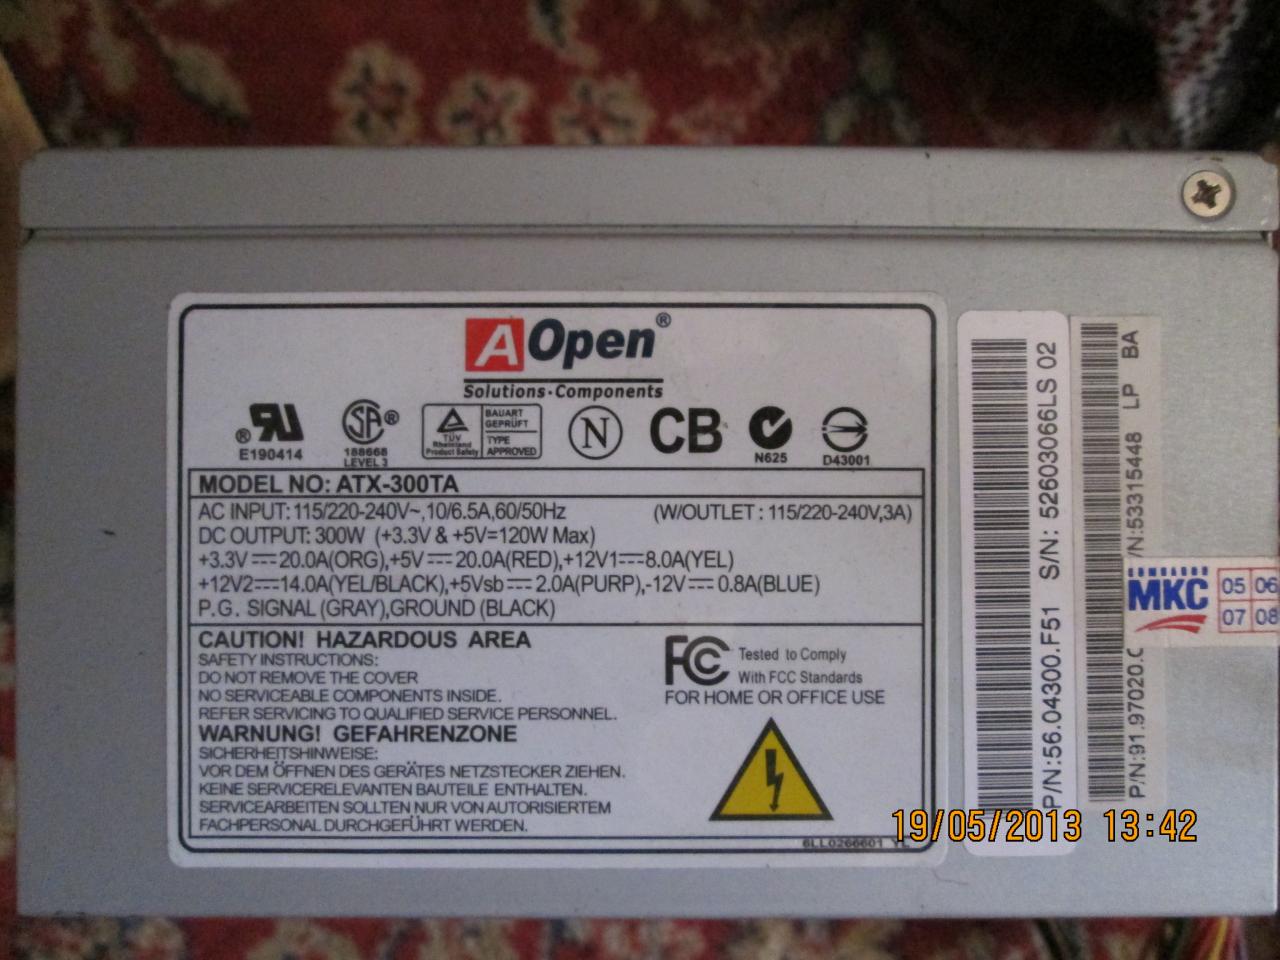 AOpen®
Solutions·Components
® RU
E190414
SA®
188668
LEVEL 3
TÜV
Rheinland
Product Safety
BAUART
GEPRÜFT
TYPE
APPROVED
N
CB
N625
D43001
MODEL NO: ATX-300TA
AC INPUT: 115/220-240V~,10/6.5A,60/50Hz (W/OUTLET : 115/220-240V,3A)
DC OUTPUT: 300W (+3.3V & +5V=120W Max)
+3.3V⎓20.0A(ORG),+5V⎓20.0A(RED),+12V1⎓8.0A(YEL)
+12V2⎓14.0A(YEL/BLACK),+5Vsb⎓2.0A(PURP),-12V⎓0.8A(BLUE)
P.G. SIGNAL (GRAY),GROUND (BLACK)
CAUTION! HAZARDOUS AREA
SAFETY INSTRUCTIONS:
DO NOT REMOVE THE COVER
NO SERVICEABLE COMPONENTS INSIDE.
REFER SERVICING TO QUALIFIED SERVICE PERSONNEL.
WARNUNG! GEFAHRENZONE
SICHERHEITSHINWEISE:
VOR DEM ÖFFNEN DES GERÄTES NETZSTECKER ZIEHEN.
KEINE SERVICERELEVANTEN BAUTEILE ENTHALTEN.
SERVICEARBEITEN SOLLTEN NUR VON AUTORISIERTEM
FACHPERSONAL DURCHGEFÜHRT WERDEN.
FCC Tested to Comply
With FCC Standards
FOR HOME OR OFFICE USE
6LL0266601 YL
P/N:56.04300.F51 S/N: 52603066LS 02
P/N:91.97020.C /N:53315448 LP BA
MKC
05 06
07 08
19/05/2013 13:42